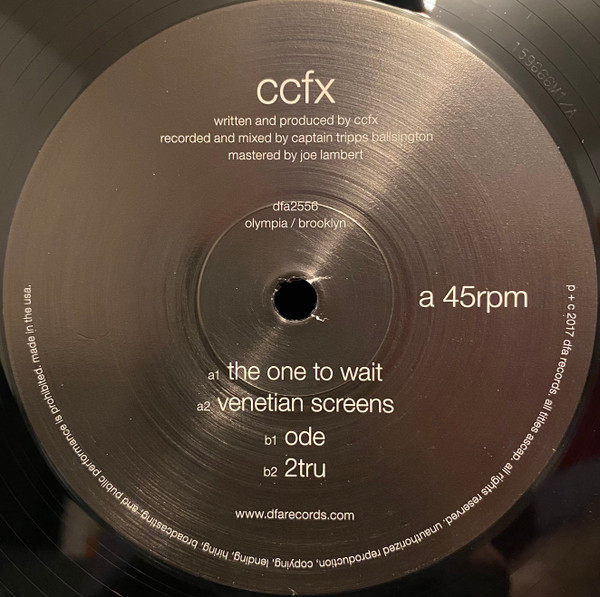 ccfx
written and produced by ccfx
recorded and mixed by captain tripps ballsington
mastered by joe lambert
dfa2556
olympia / brooklyn
a 45rpm
a1 the one to wait
a2 venetian screens
b1 ode
b2 2tru
www.dfarecords.com
p + c 2017 dfa records. all titles ascap. all rights reserved. unauthorized reproduction, copying, lending, hiring, broadcasting, and public performance is prohibited. made in the usa.